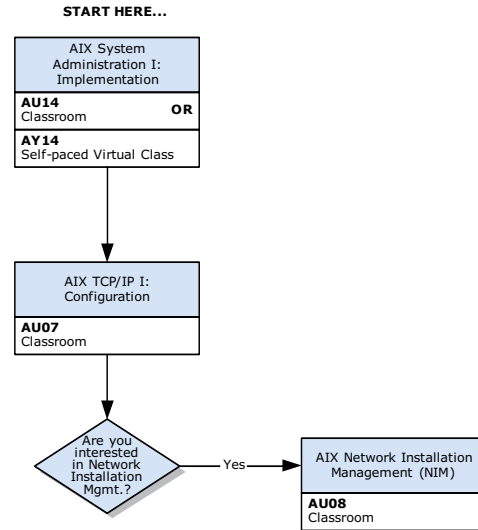 START HERE...
AIX System
Administration I:
Implementation
AU14
Classroom OR
AY14
Self-paced Virtual Class
AIX TCP/IP I:
Configuration
AU07
Classroom
Are you
interested
in Network
Installation
Mgmt.?
Yes
AIX Network Installation
Management (NIM)
AU08
Classroom